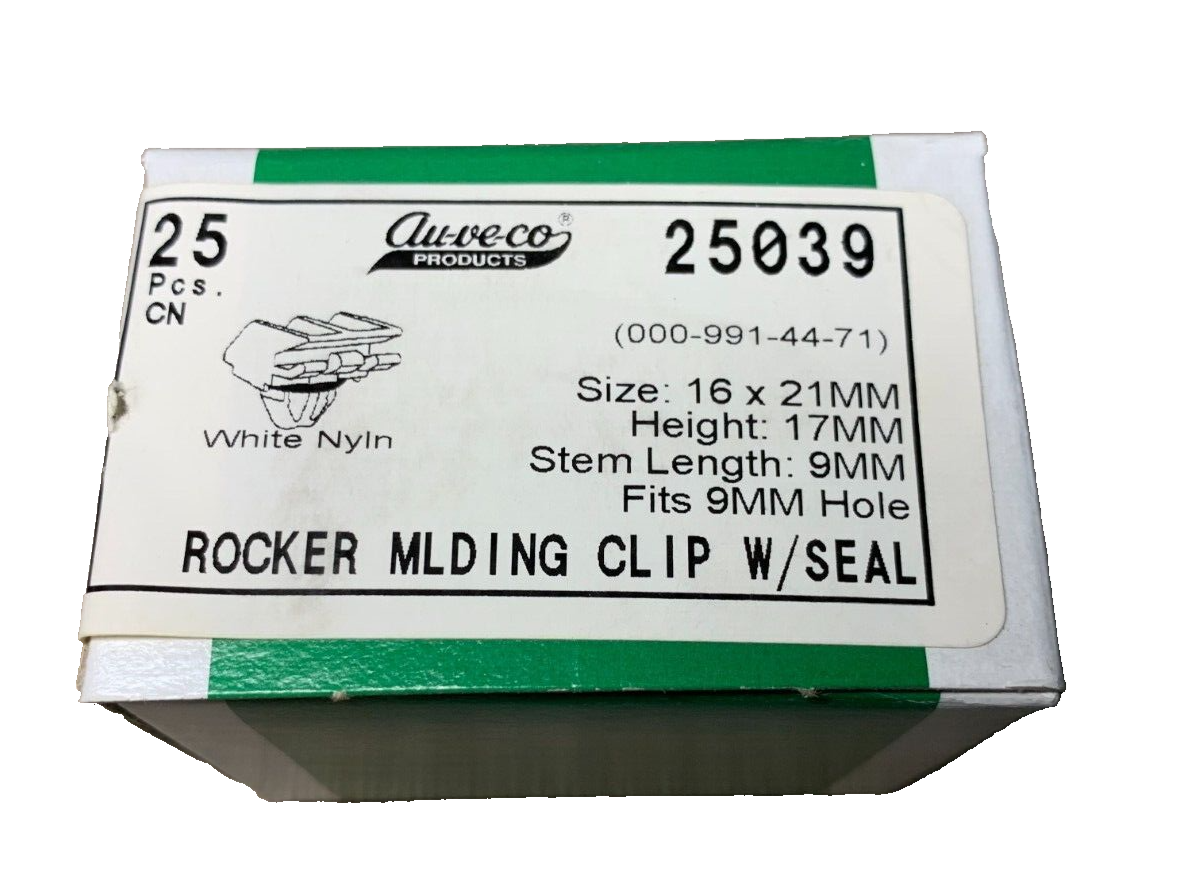 25
Pcs.
CN
au-ve-co®
PRODUCTS
25039
(000-991-44-71)
Size: 16 x 21MM
Height: 17MM
Stem Length: 9MM
Fits 9MM Hole
White Nyln
ROCKER MLDING CLIP W/SEAL